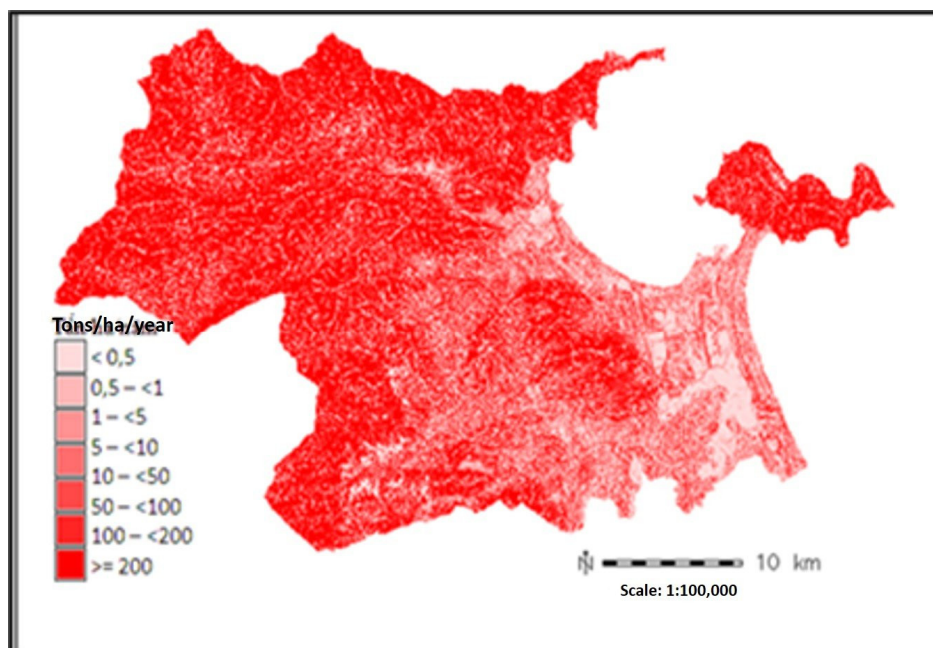 Tons/ha/year
< 0,5
0,5 – <1
1 – <5
5 – <10
10 – <50
50 – <100
100 – <200
>= 200
N
10 km
Scale: 1:100,000